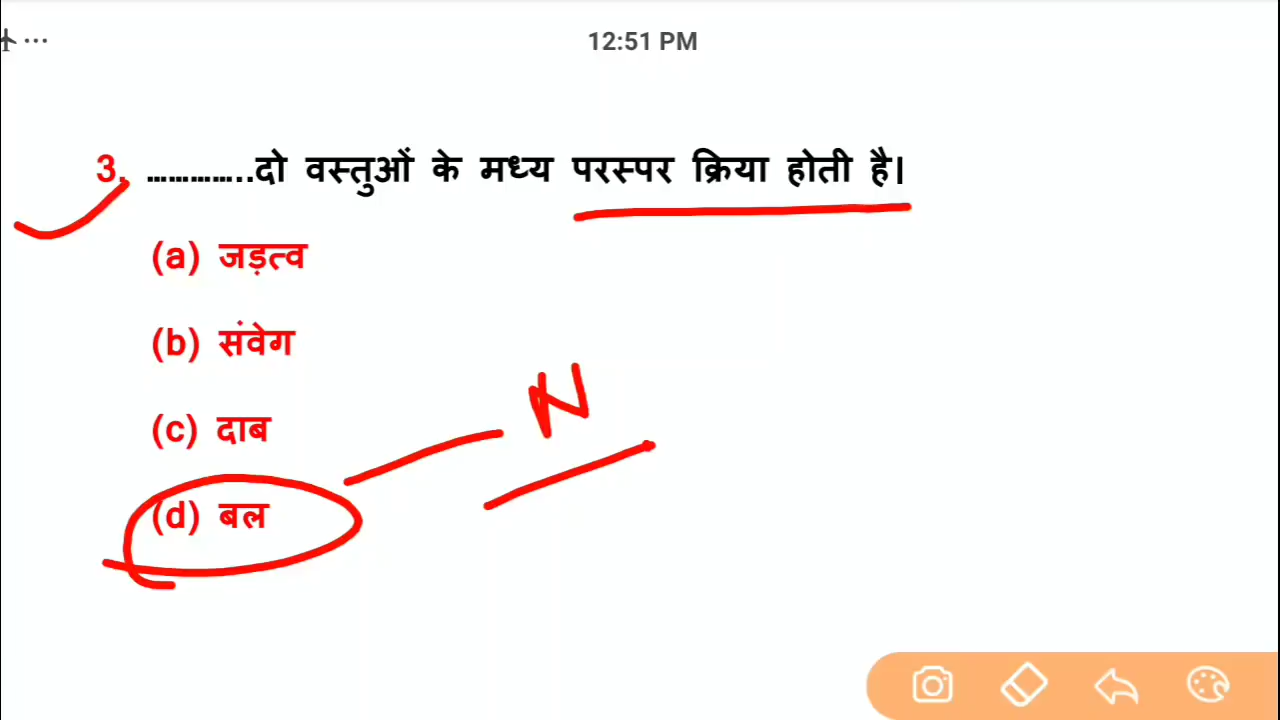 12:51 PM
3. ..............दो वस्तुओं के मध्य परस्पर क्रिया होती है।
(a) जड़त्व
(b) संवेग
N
(c) दाब
(d) बल